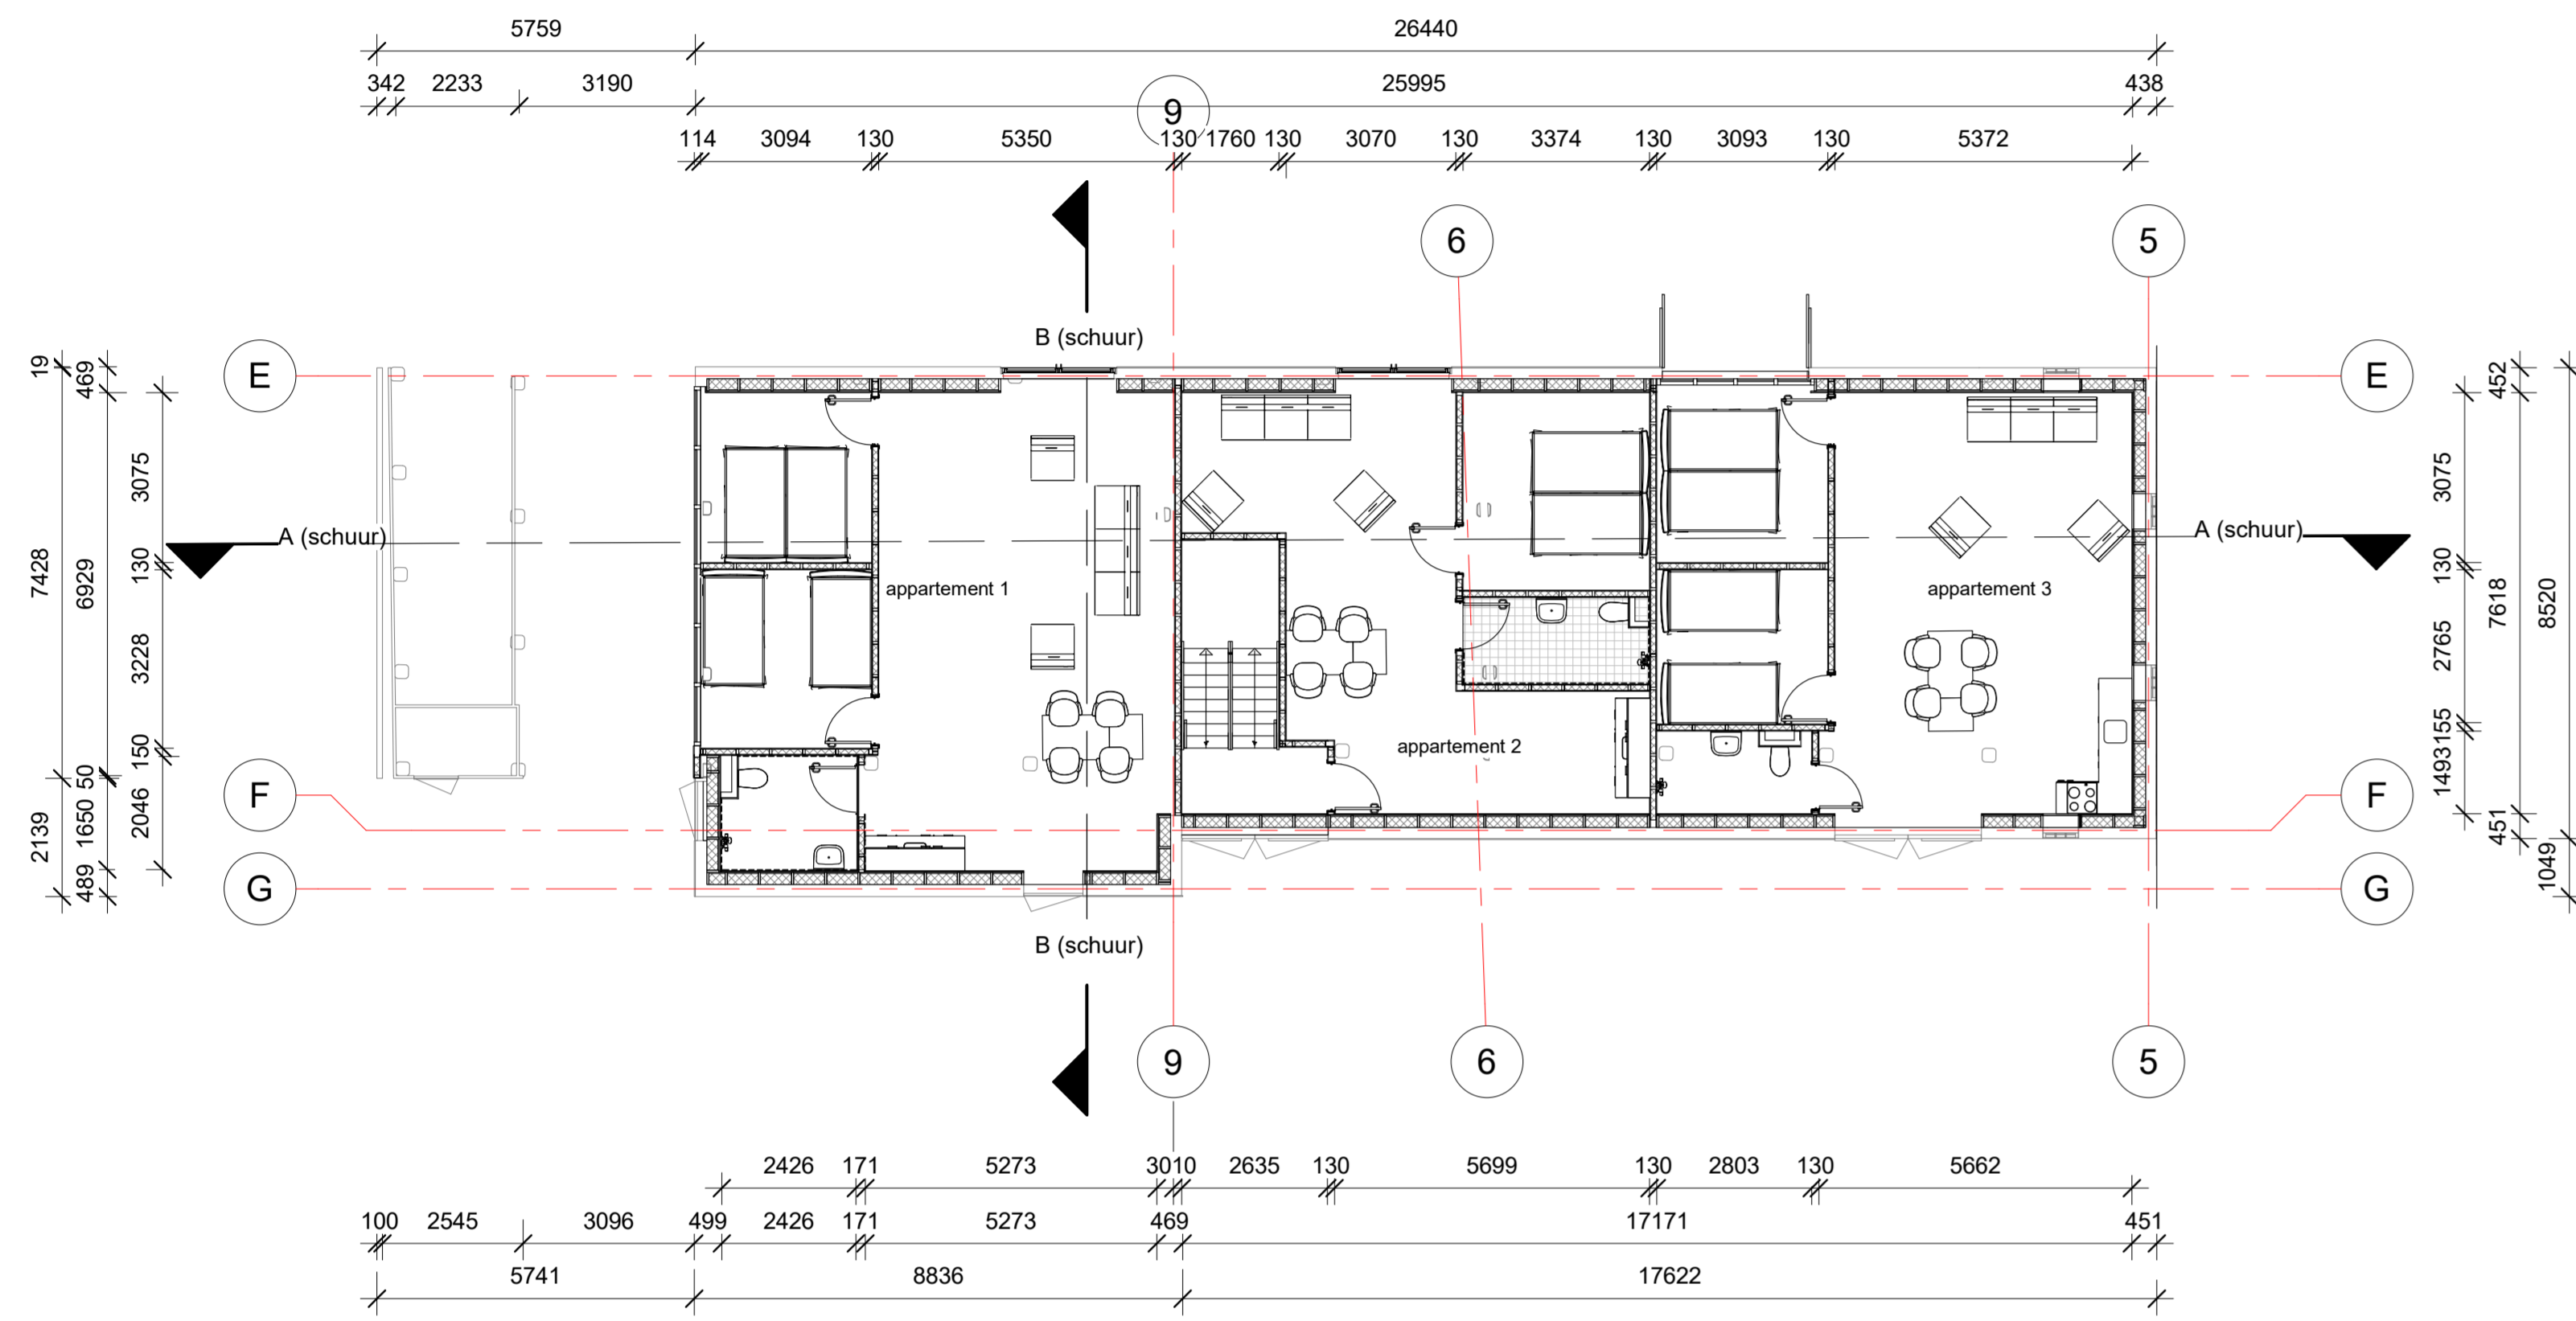 5759 26440
342 2233 3190 25995 438
9
114 3094 130 5350 130 1760 130 3070 130 3374 130 3093 130 5372
6 5
B (schuur)
E E
19 469 452
3075 3075
A (schuur) A (schuur)
7428 6929 130 130 7618 8520
appartement 1 appartement 3
3228 2765
appartement 2
150 155
F F
50 1650 2046 1493
2139 489 451 1049
G G
B (schuur)
9 6 5
2426 171 5273 3010 2635 130 5699 130 2803 130 5662
100 2545 3096 499 2426 171 5273 469 17171 451
5741 8836 17622